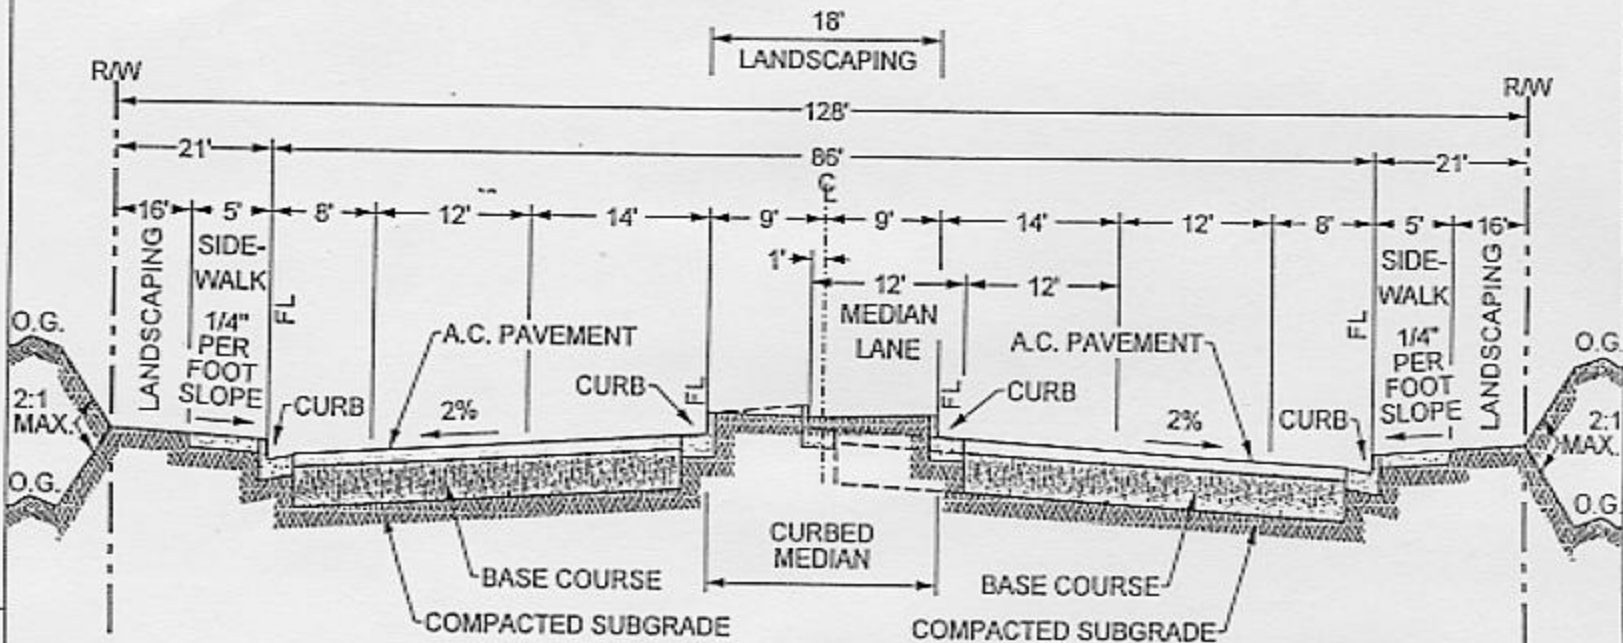 18'
LANDSCAPING
R/W
R/W
128'
21'
86'
21'
℄
16'
5'
8'
12'
14'
9'
9'
14'
12'
8'
5'
16'
1'
12'
12'
LANDSCAPING
SIDE-
WALK
1/4"
PER
FOOT
SLOPE
FL
A.C. PAVEMENT
CURB
FL
MEDIAN
LANE
FL
A.C. PAVEMENT
CURB
FL
SIDE-
WALK
1/4"
PER
FOOT
SLOPE
LANDSCAPING
O.G.
2:1
MAX.
O.G.
CURB
2%
2%
CURB
O.G.
2:1
MAX.
O.G.
CURBED
MEDIAN
BASE COURSE
COMPACTED SUBGRADE
BASE COURSE
COMPACTED SUBGRADE